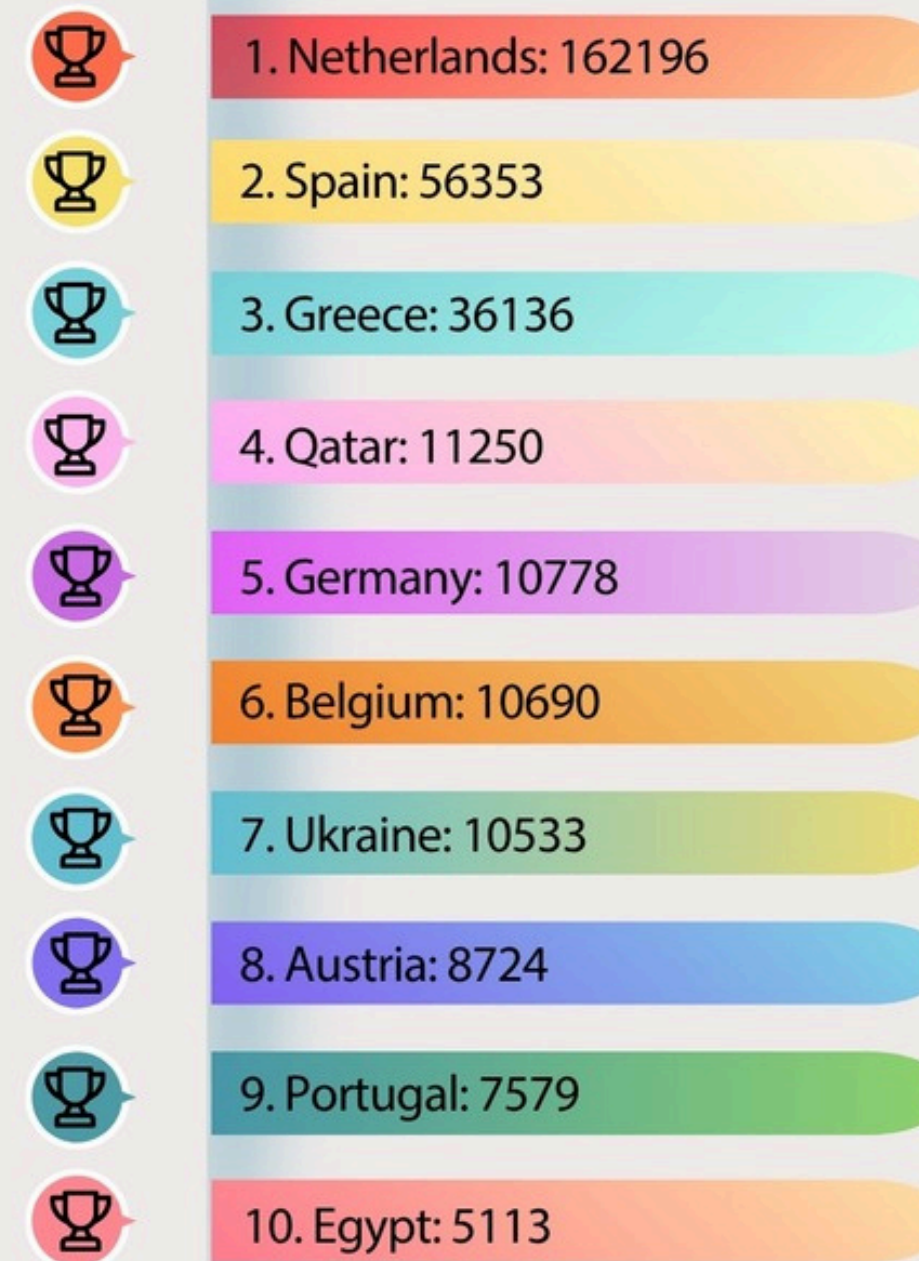 1. Netherlands: 162196
2. Spain: 56353
3. Greece: 36136
4. Qatar: 11250
5. Germany: 10778
6. Belgium: 10690
7. Ukraine: 10533
8. Austria: 8724
9. Portugal: 7579
10. Egypt: 5113